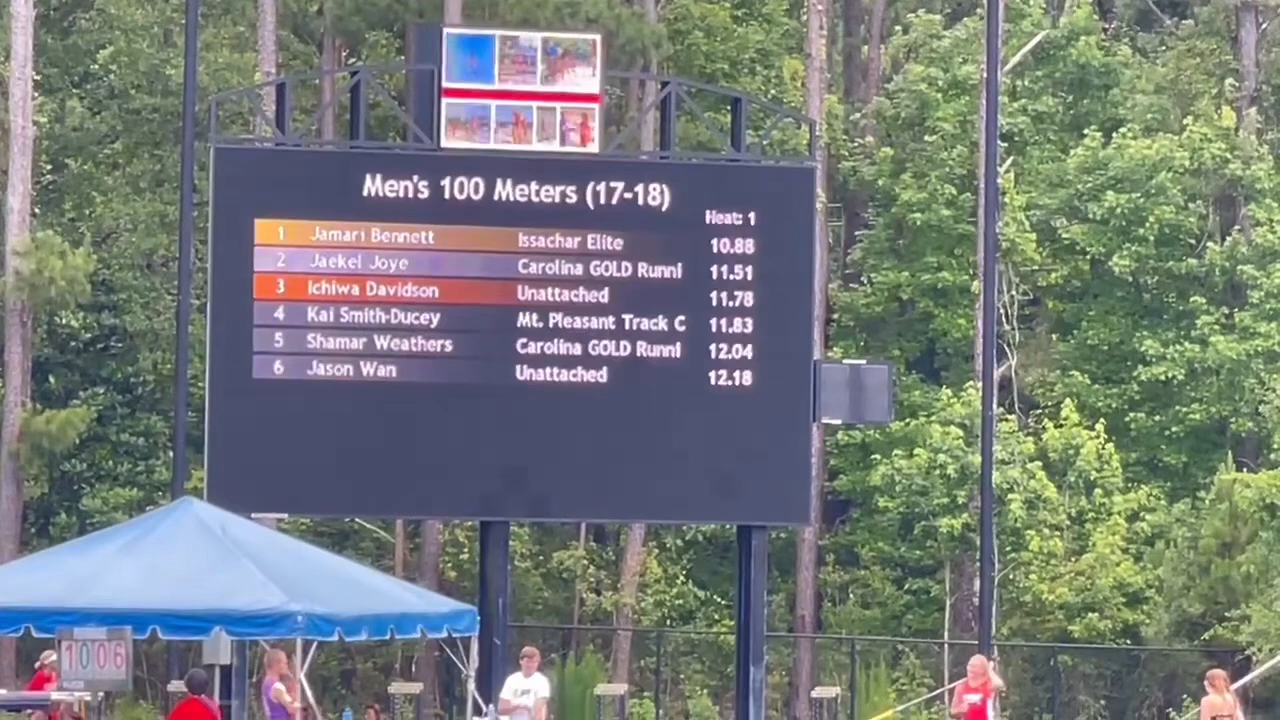 Men's 100 Meters (17-18)
Heat: 1
1 Jamari Bennett Issachar Elite 10.88
2 Jaekel Joye Carolina GOLD Runni 11.51
3 Ichiwa Davidson Unattached 11.78
4 Kai Smith-Ducey Mt. Pleasant Track C 11.83
5 Shamar Weathers Carolina GOLD Runni 12.04
6 Jason Wan Unattached 12.18
1006